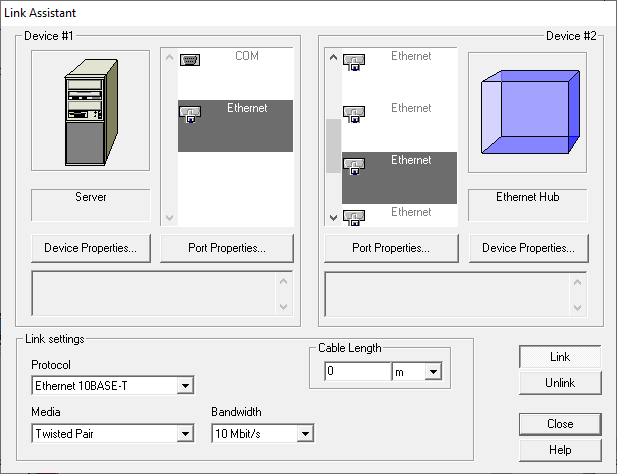 Link Assistant
Device #1
COM
Ethernet
Server
Device Properties...
Port Properties...
Device #2
Ethernet
Ethernet
Ethernet
Ethernet
Ethernet Hub
Port Properties...
Device Properties...
Link settings
Protocol
Ethernet 10BASE-T
Cable Length
0
m
Media
Twisted Pair
Bandwidth
10 Mbit/s
Link
Unlink
Close
Help